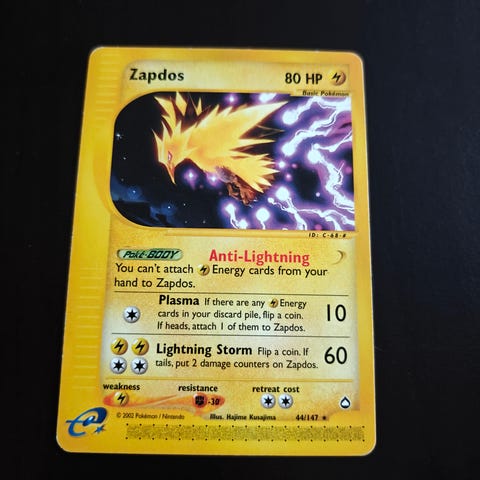 Zapdos 80 HP
Basic Pokémon
ID: C-68-#
Poké-BODY Anti-Lightning
You can't attach Energy cards from your
hand to Zapdos.
Plasma If there are any Energy
cards in your discard pile, flip a coin. 10
If heads, attach 1 of them to Zapdos.
Lightning Storm Flip a coin. If 60
tails, put 2 damage counters on Zapdos.
weakness resistance retreat cost
-30
© 2002 Pokémon / Nintendo Illus. Hajime Kusajima 44/147 ★
e